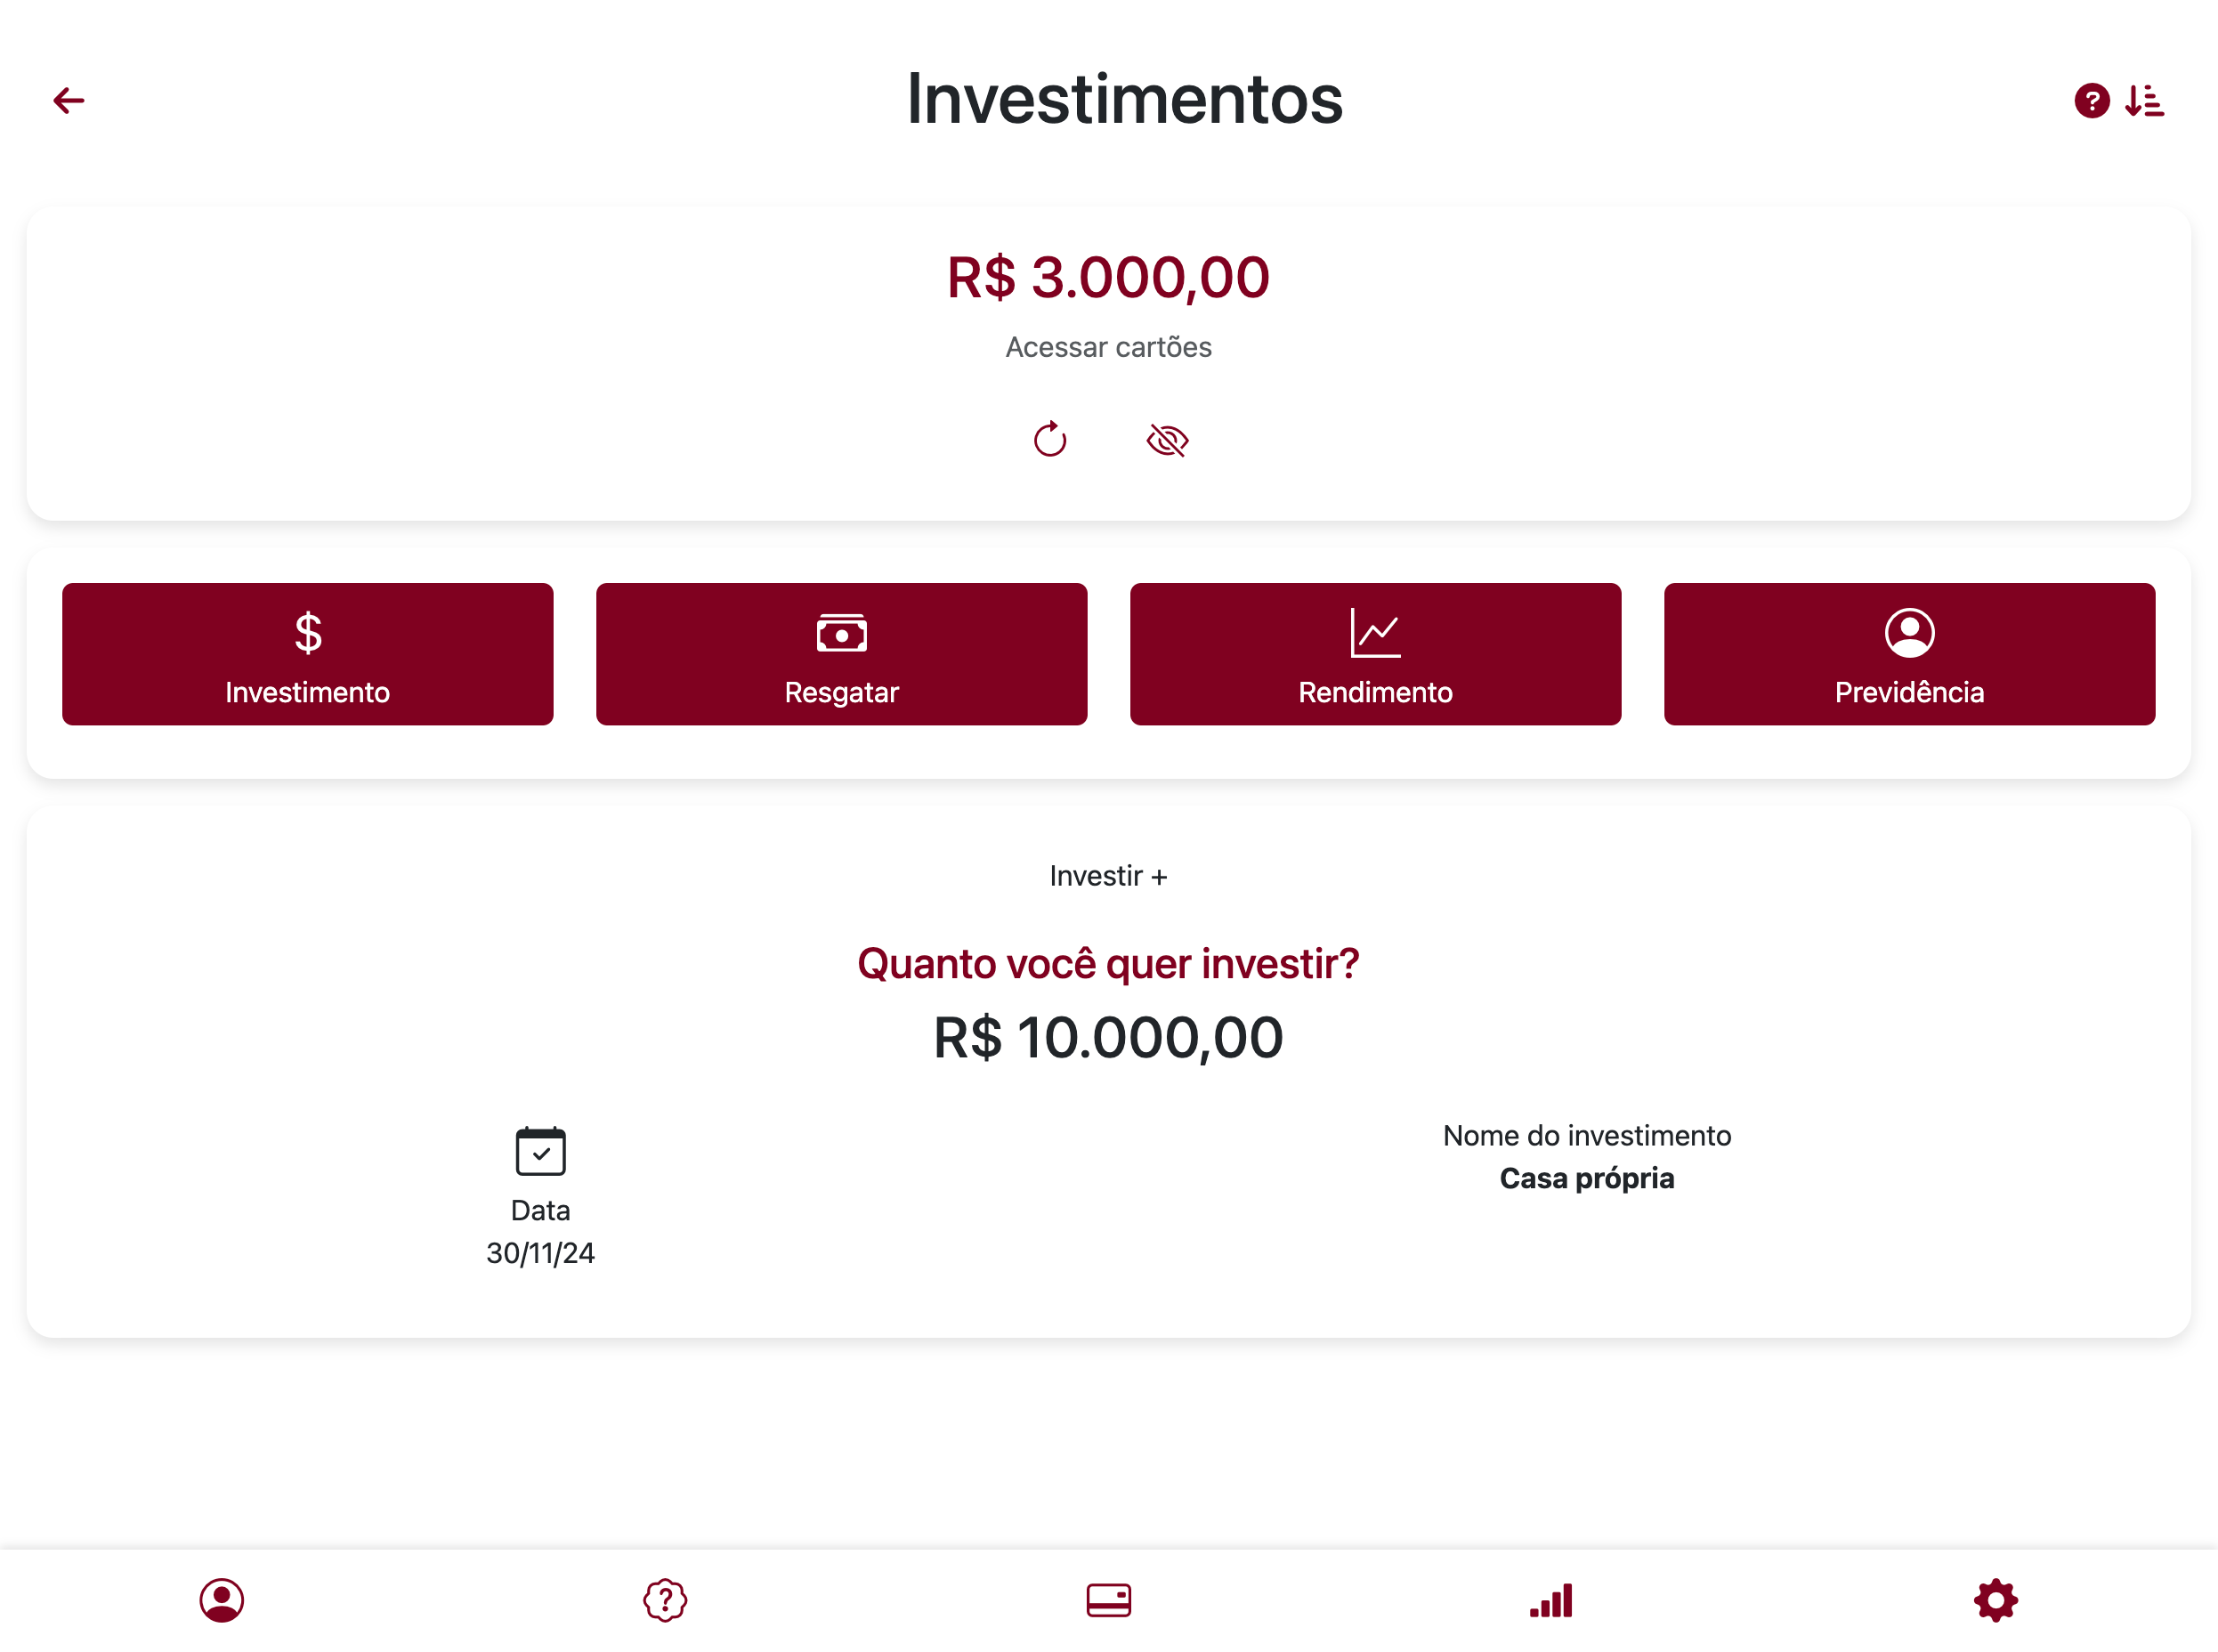 Investimentos
R$ 3.000,00
Acessar cartões
Investimento
Resgatar
Rendimento
Previdência
Investir +
Quanto você quer investir?
R$ 10.000,00
Nome do investimento
Casa própria
Data
30/11/24